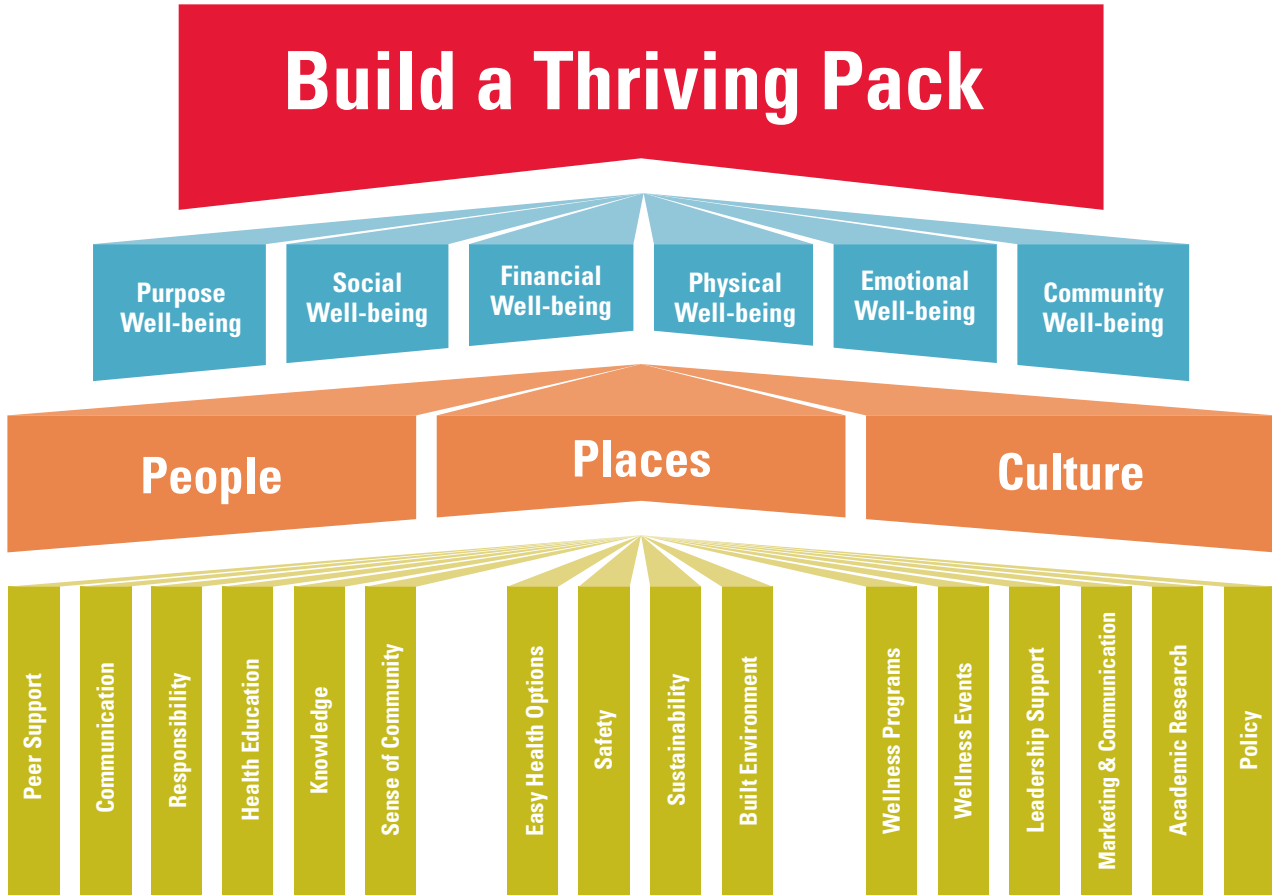 Build a Thriving Pack
Purpose
Well-being
Social
Well-being
Financial
Well-being
Physical
Well-being
Emotional
Well-being
Community
Well-being
People
Places
Culture
Peer Support
Communication
Responsibility
Health Education
Knowledge
Sense of Community
Easy Health Options
Safety
Sustainability
Built Environment
Wellness Programs
Wellness Events
Leadership Support
Marketing & Communication
Academic Research
Policy